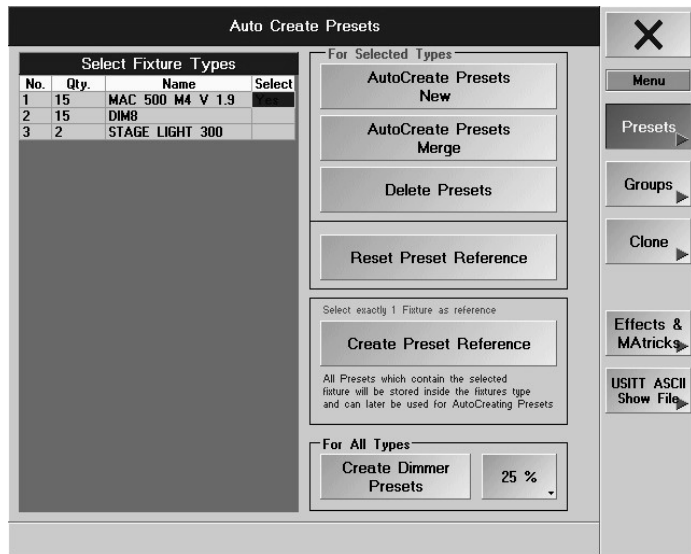 Auto Create Presets
Select Fixture Types
No. Qty. Name Select
1 15 MAC 500 M4 V 1.9 Yes
2 15 DIM8
3 2 STAGE LIGHT 300
For Selected Types
AutoCreate Presets
New
AutoCreate Presets
Merge
Delete Presets
Reset Preset Reference
Select exactly 1 Fixture as reference
Create Preset Reference
All Presets which contain the selected
fixture will be stored inside the fixtures type
and can later be used for AutoCreating Presets
For All Types
Create Dimmer
Presets
25 %
Menu
Presets
Groups
Clone
Effects &
MAtricks
USITT ASCII
Show File